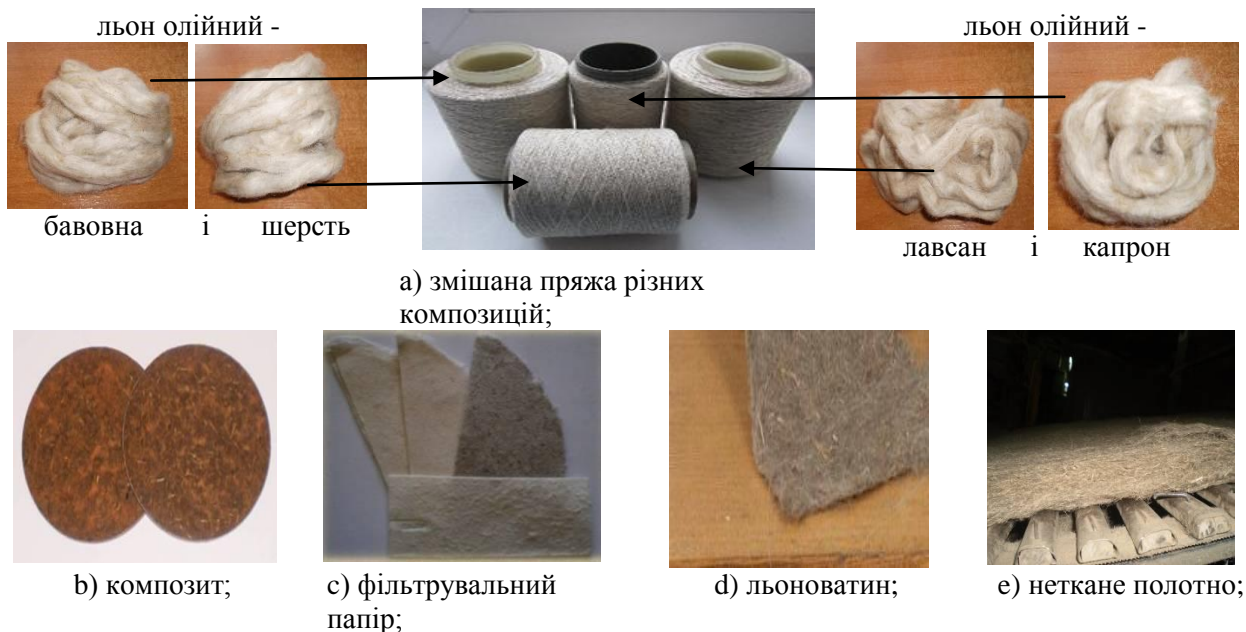 льон олійний -
льон олійний -
бавовна і шерсть
лавсан і капрон
а) змішана пряжа різних
композицій;
b) композит;
c) фільтрувальний
папір;
d) льоноватин;
e) неткане полотно;